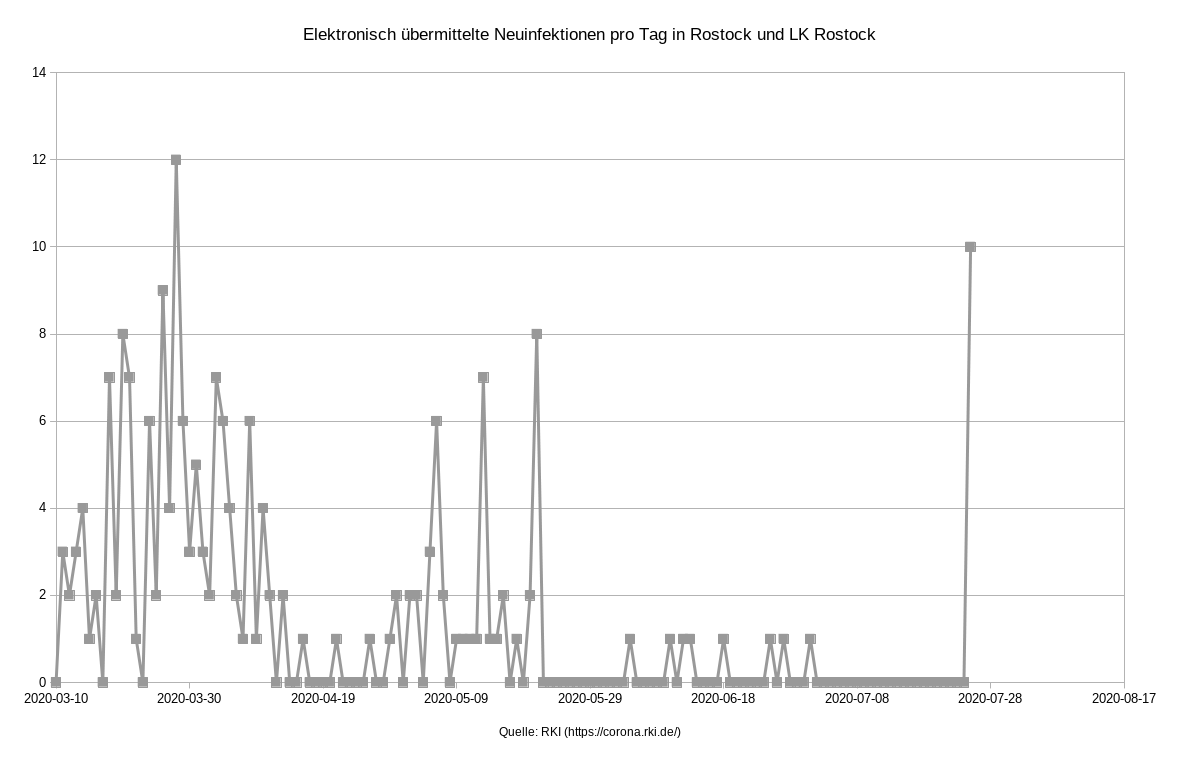 Elektronisch übermittelte Neuinfektionen pro Tag in Rostock und LK Rostock
14
12
10
8
6
4
2
0
2020-03-10 2020-03-30 2020-04-19 2020-05-09 2020-05-29 2020-06-18 2020-07-08 2020-07-28 2020-08-17
Quelle: RKI (https://corona.rki.de/)